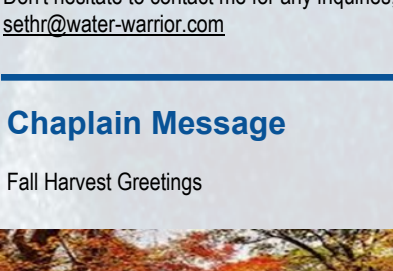 Don't hesitate to contact me for any inquiries,
sethr@water-warrior.com
Chaplain Message
Fall Harvest Greetings